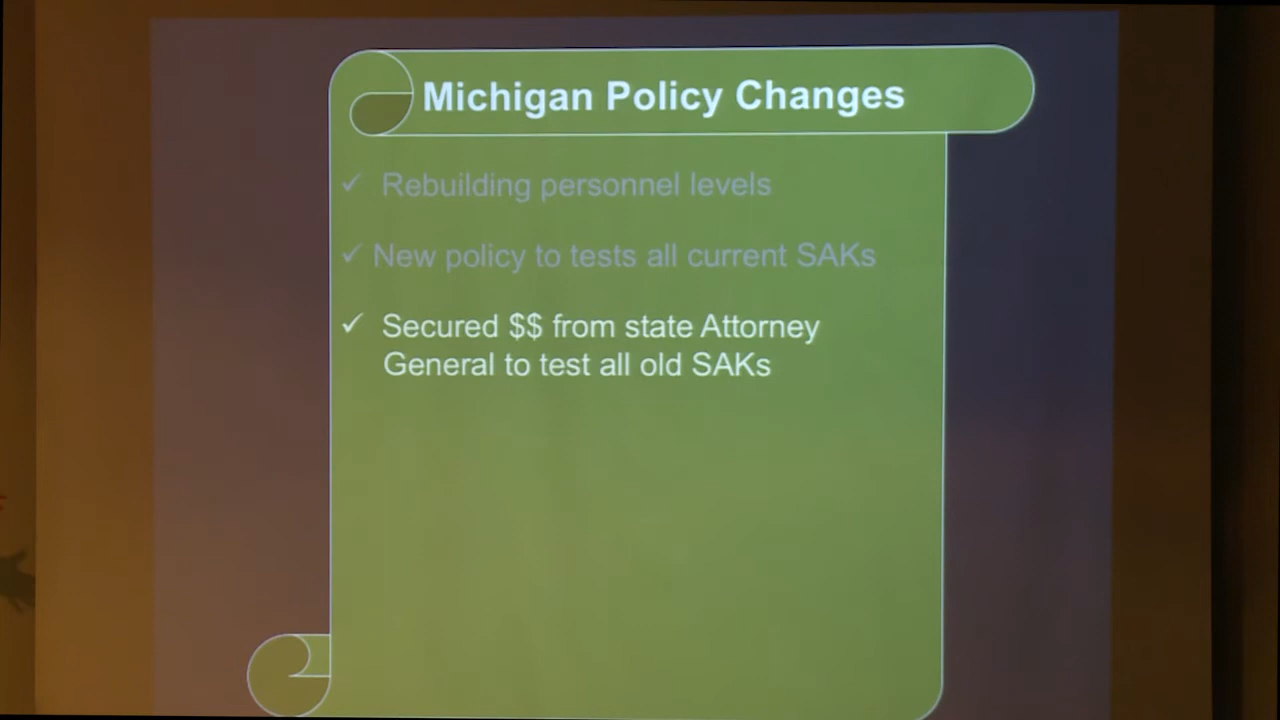 Michigan Policy Changes
✓ Rebuilding personnel levels
✓ New policy to tests all current SAKs
✓ Secured $$ from state Attorney
General to test all old SAKs